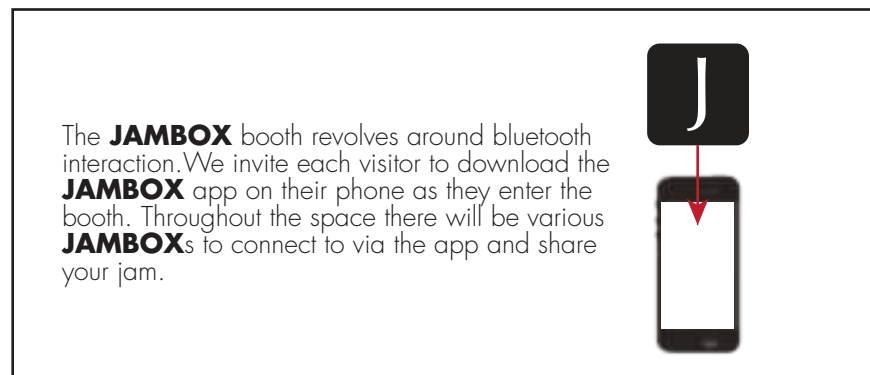 The JAMBOX booth revolves around bluetooth
interaction.We invite each visitor to download the
JAMBOX app on their phone as they enter the
booth. Throughout the space there will be various
JAMBOXs to connect to via the app and share
your jam.
J